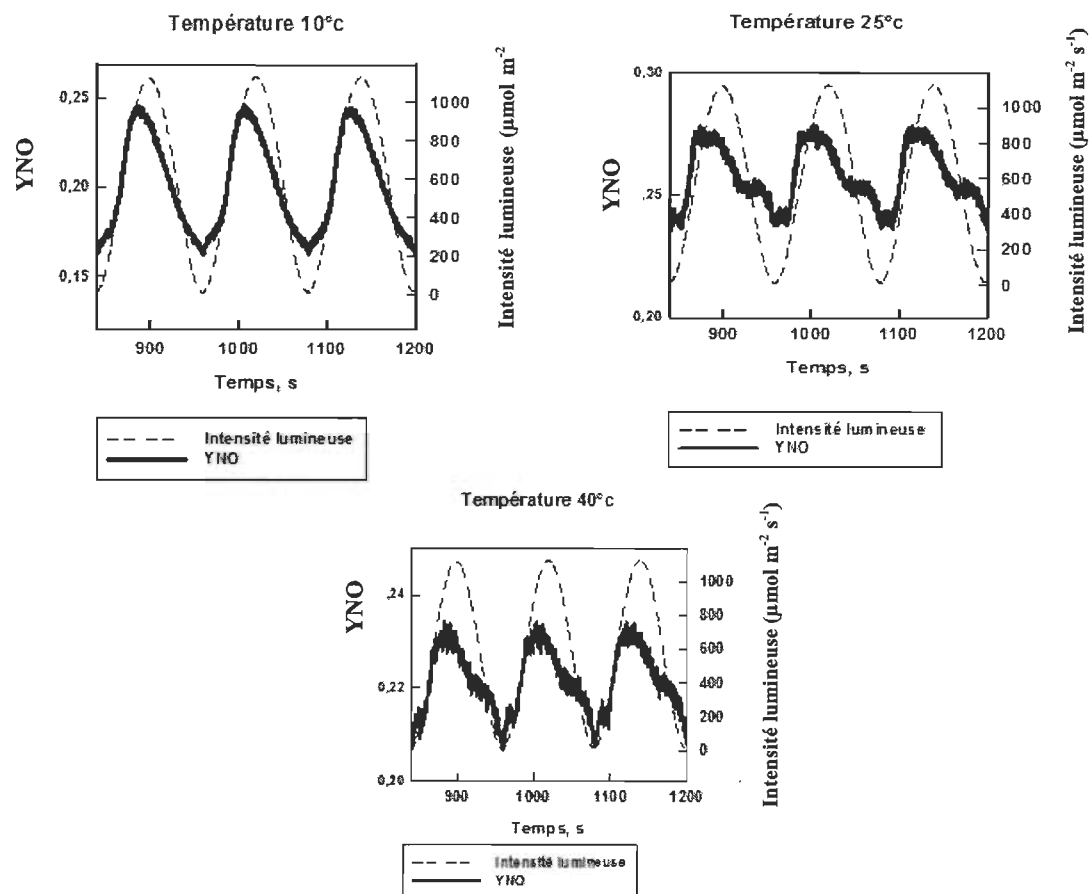 Température 10°c
YNO
0,25
0,20
0,15
1000
800
600
400
200
0
Intensité lumineuse (µmol m⁻²
900
1000
1100
1200
Temps, s
Intensité lumineuse
YNO
Température 25°c
YNO
0,30
0,25
0,20
1000
800
600
400
200
0
Intensité lumineuse (µmol m⁻² s⁻¹)
900
1000
1100
1200
Temps, s
Intensité lumineuse
YNO
Température 40°c
YNO
0,24
0,22
0,20
1000
800
600
400
200
0
Intensité lumineuse (µmol m⁻² s⁻¹)
900
1000
1100
1200
Temps, s
Intensité lumineuse
YNO